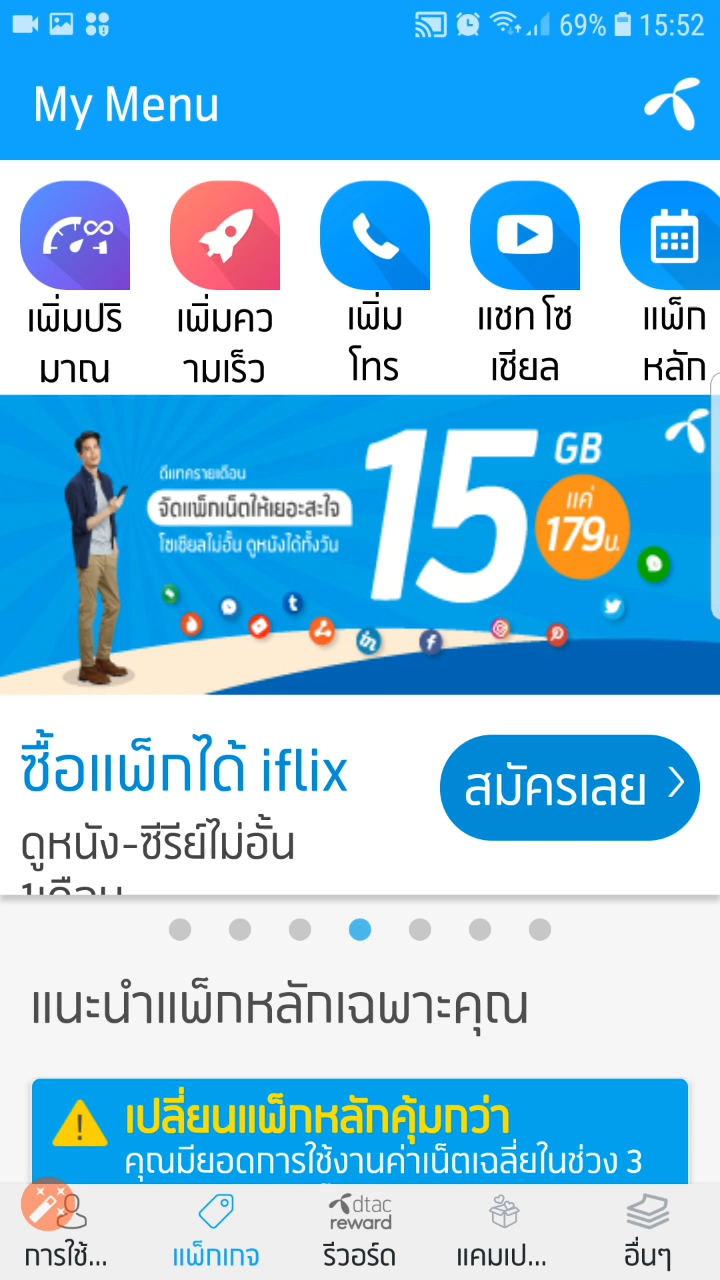 69% 15:52
My Menu
เพิ่มปริ
มาณ
เพิ่มคว
ามเร็ว
เพิ่ม
โทร
แชท โซ
เชียล
แพ็ก
หลัก
ดีแทครายเดือน
จัดแพ็กเน็ตให้เยอะสะใจ
โซเชียลไม่อั้น ดูหนังได้ทั้งวัน
15 GB
แค่
179บ.
ซื้อแพ็กได้ iflix
ดูหนัง-ซีรีย์ไม่อั้น
1เดือน
สมัครเลย
แนะนำแพ็กหลักเฉพาะคุณ
เปลี่ยนแพ็กหลักคุ้มกว่า
คุณมียอดการใช้งานค่าเน็ตเฉลี่ยในช่วง 3
dtac
reward
การใช้...
แพ็กเกจ
รีวอร์ด
แคมเป...
อื่นๆ